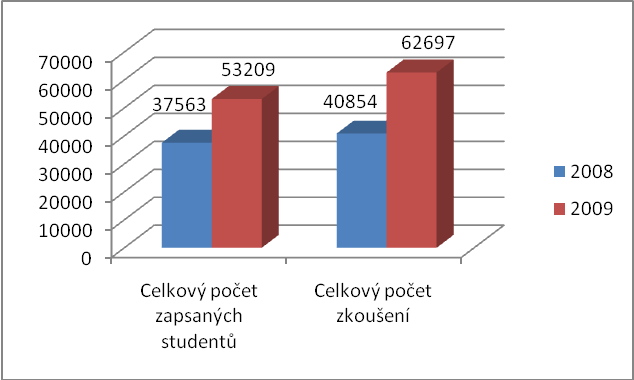 70000
60000
50000
40000
30000
20000
10000
0
37563
53209
40854
62697
Celkový počet
zapsaných
studentů
Celkový počet
zkoušení
2008
2009